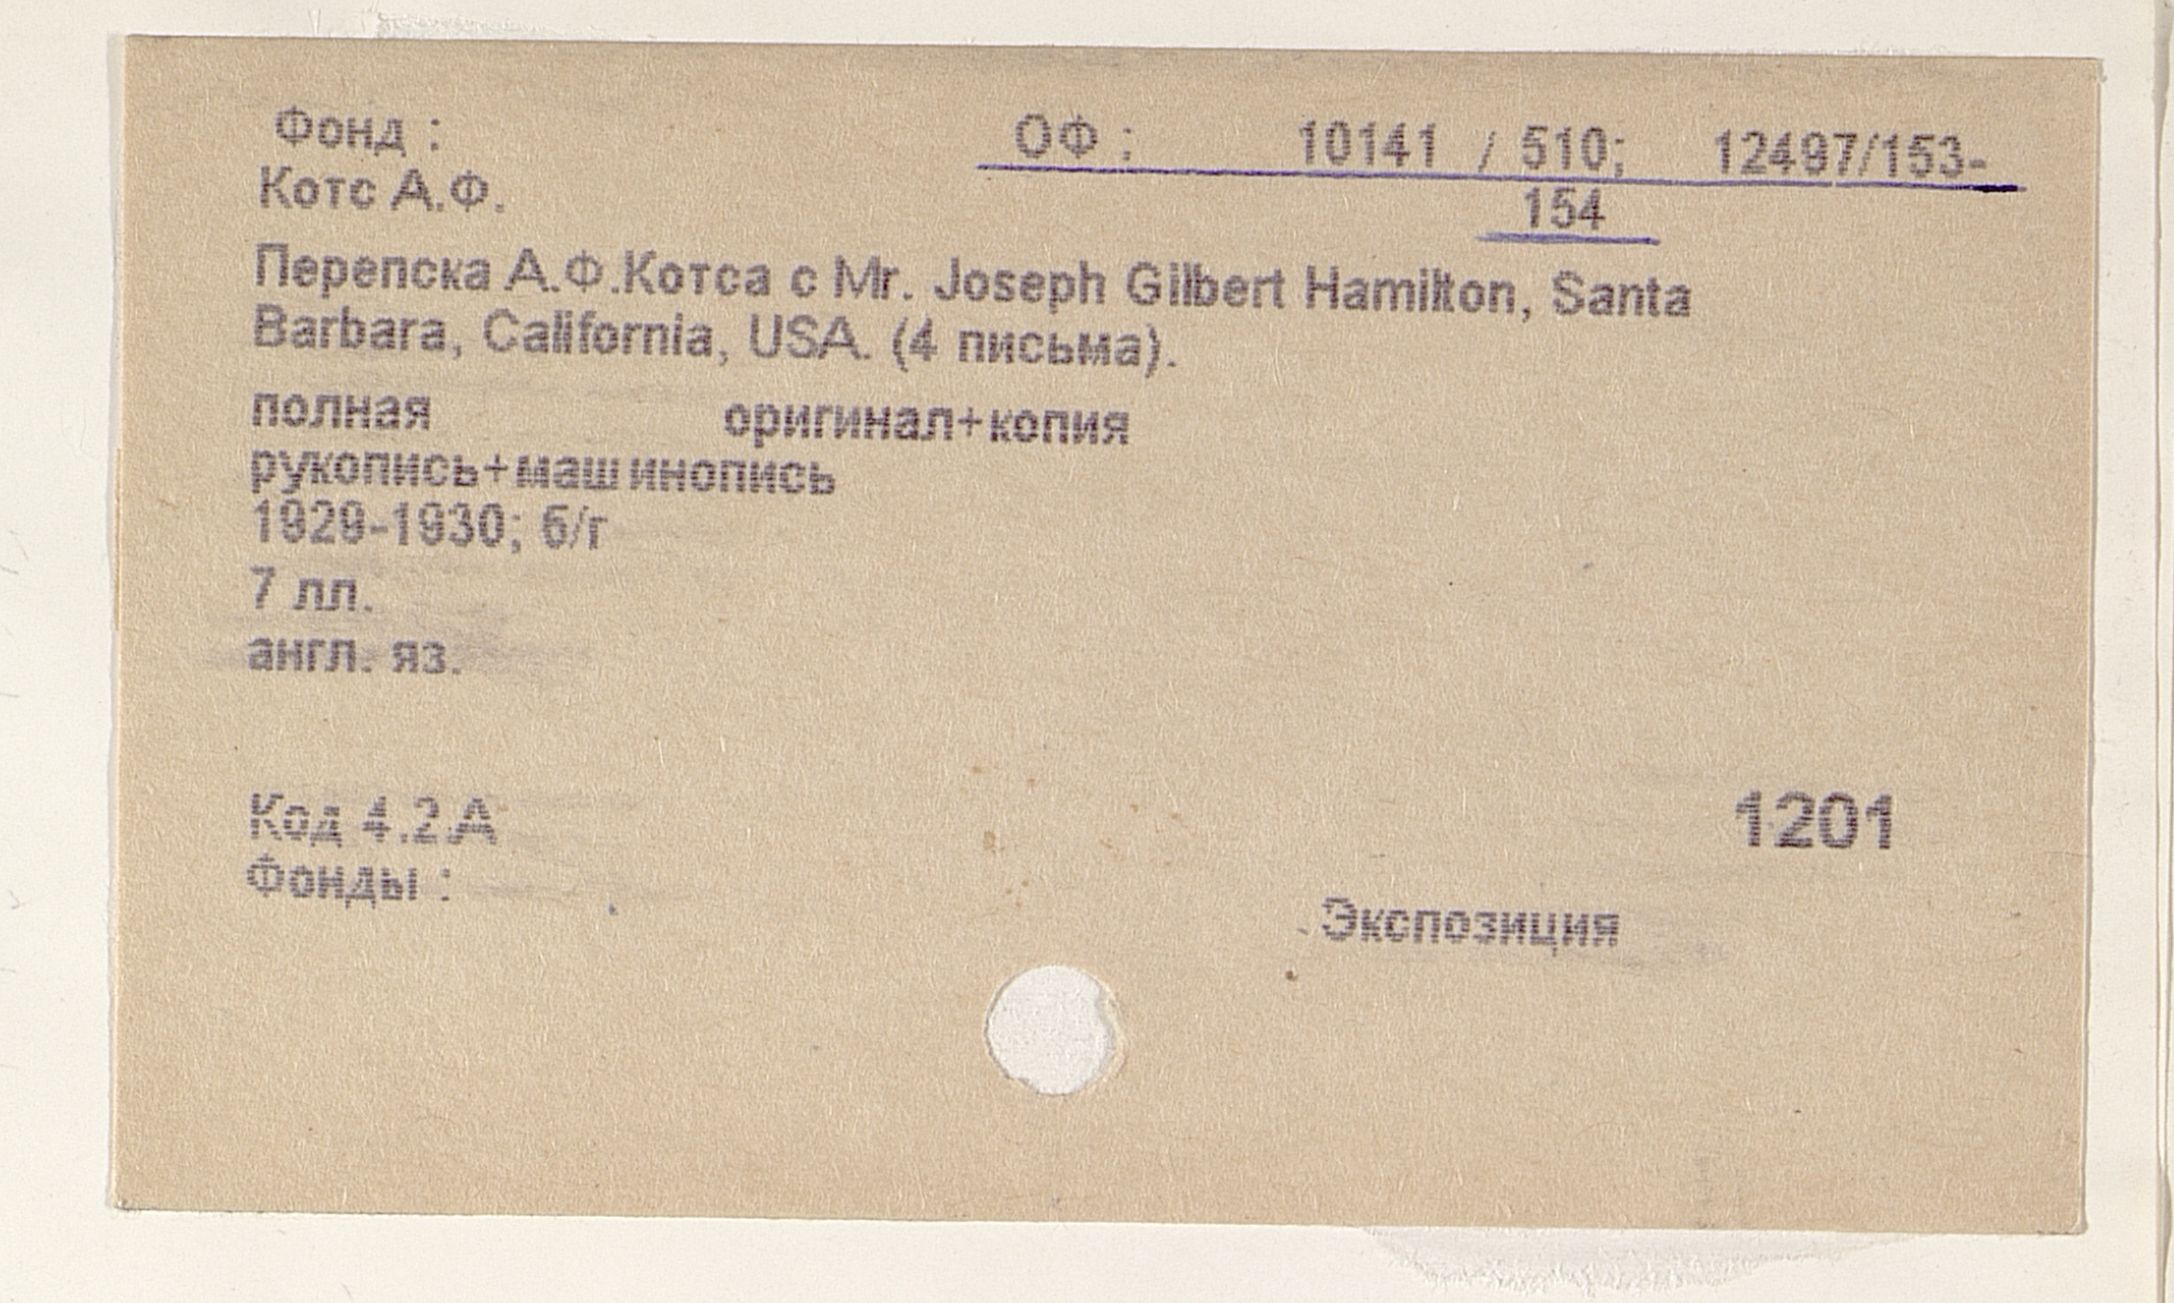 Фонд :
ОФ : 10141 / 510; 12497/153-
154
Котс А.Ф.
Перепска А.Ф.Котса с Mr. Joseph Gilbert Hamilton, Santa
Barbara, California, USA. (4 письма).
полная оригинал+копия
рукопись+машинопись
1929-1930; б/г
7 лл.
англ. яз.
Код 4.2.А
1201
Фонды :
Экспозиция